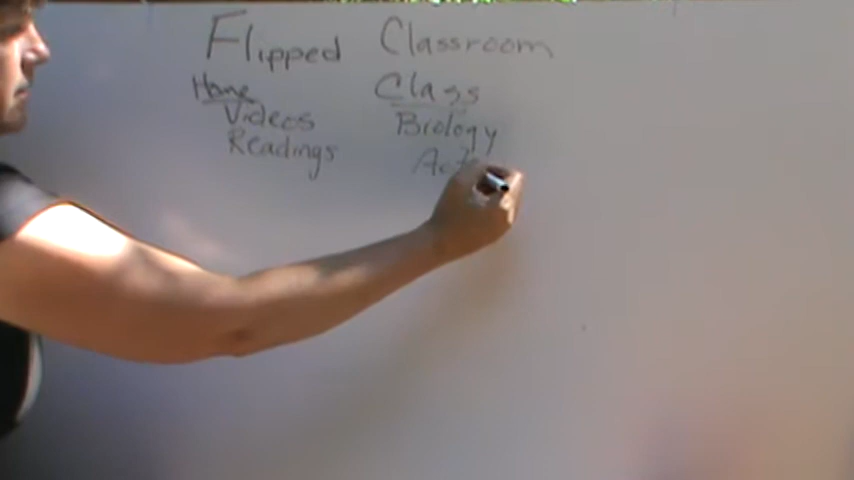 Flipped Classroom
Home
Videos
Readings
Class
Biology